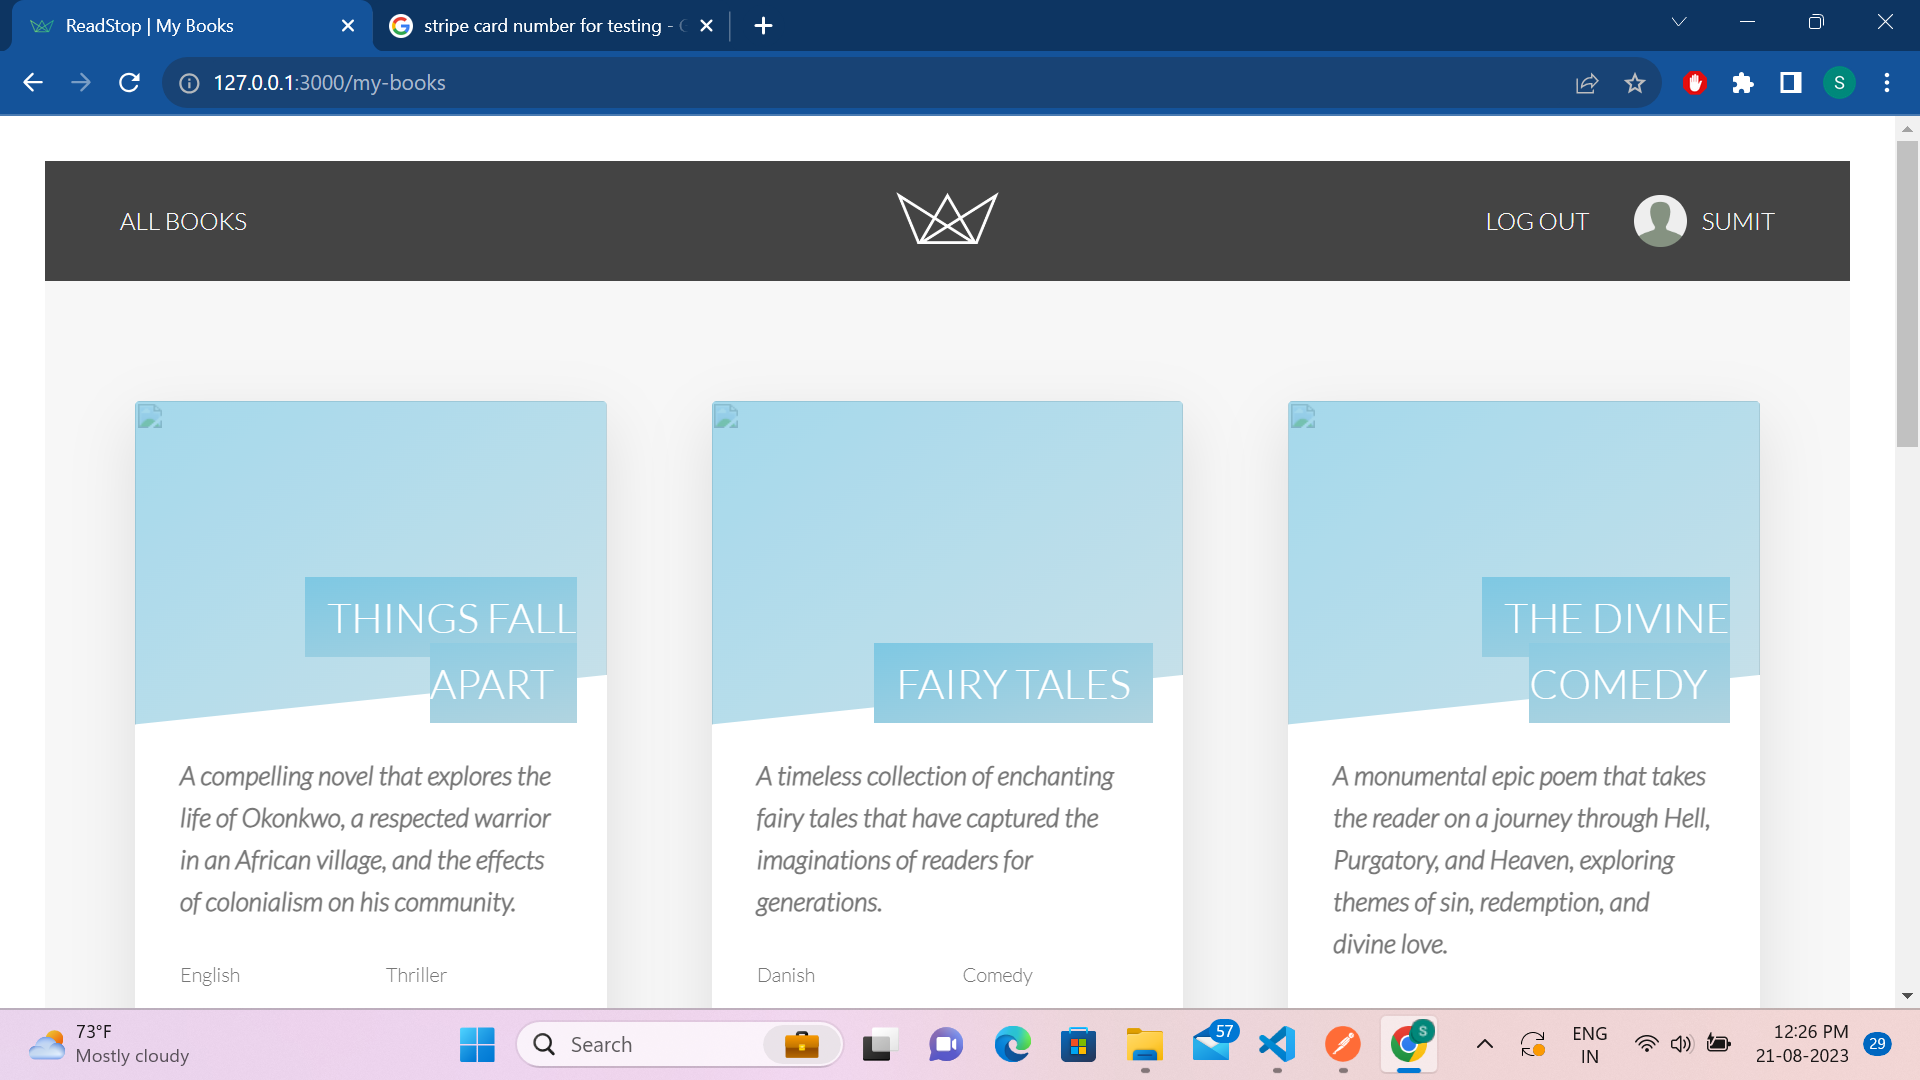 ReadStop | My Books
stripe card number for testing -
127.0.0.1:3000/my-books
S
ALL BOOKS
LOG OUT
SUMIT
THINGS FALL
APART
A compelling novel that explores the
life of Okonkwo, a respected warrior
in an African village, and the effects
of colonialism on his community.
English
Thriller
FAIRY TALES
A timeless collection of enchanting
fairy tales that have captured the
imaginations of readers for
generations.
Danish
Comedy
THE DIVINE
COMEDY
A monumental epic poem that takes
the reader on a journey through Hell,
Purgatory, and Heaven, exploring
themes of sin, redemption, and
divine love.
73°F
Mostly cloudy
Search
57
S
ENG
IN
12:26 PM
21-08-2023
29